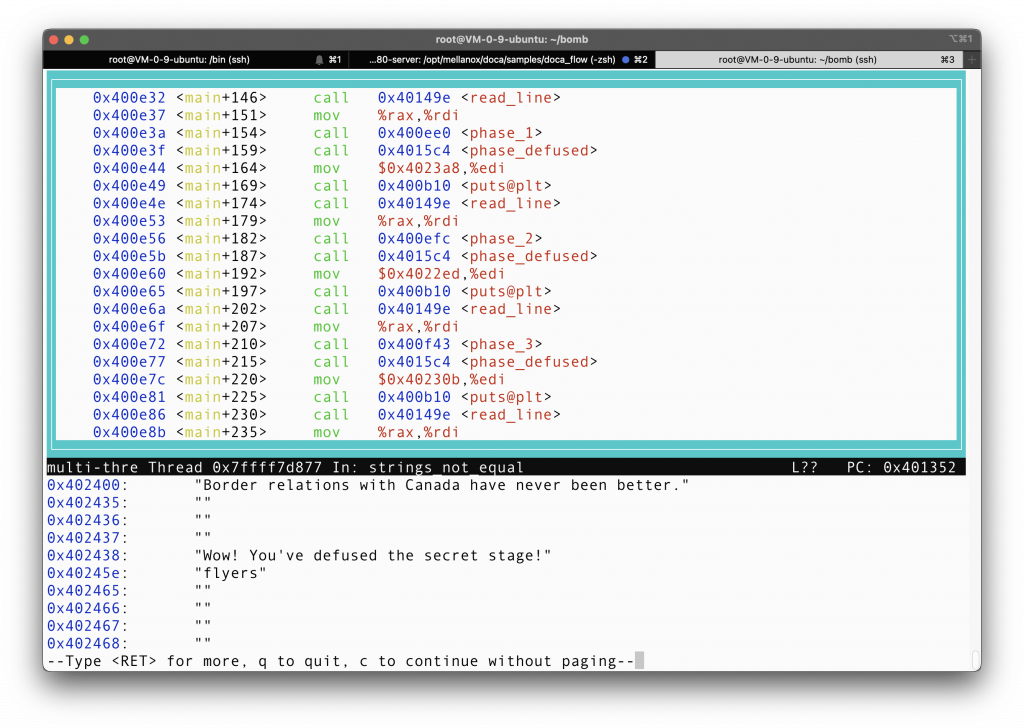 root@VM-0-9-ubuntu: ~/bomb ⌥⌘1
root@VM-0-9-ubuntu: /bin (ssh) ⌘1 ...80-server: /opt/mellanox/doca/samples/doca_flow (-zsh) ⌘2 root@VM-0-9-ubuntu: ~/bomb (ssh) ⌘3 +
0x400e32 <main+146> call 0x40149e <read_line>
0x400e37 <main+151> mov %rax,%rdi
0x400e3a <main+154> call 0x400ee0 <phase_1>
0x400e3f <main+159> call 0x4015c4 <phase_defused>
0x400e44 <main+164> mov $0x4023a8,%edi
0x400e49 <main+169> call 0x400b10 <puts@plt>
0x400e4e <main+174> call 0x40149e <read_line>
0x400e53 <main+179> mov %rax,%rdi
0x400e56 <main+182> call 0x400efc <phase_2>
0x400e5b <main+187> call 0x4015c4 <phase_defused>
0x400e60 <main+192> mov $0x4022ed,%edi
0x400e65 <main+197> call 0x400b10 <puts@plt>
0x400e6a <main+202> call 0x40149e <read_line>
0x400e6f <main+207> mov %rax,%rdi
0x400e72 <main+210> call 0x400f43 <phase_3>
0x400e77 <main+215> call 0x4015c4 <phase_defused>
0x400e7c <main+220> mov $0x40230b,%edi
0x400e81 <main+225> call 0x400b10 <puts@plt>
0x400e86 <main+230> call 0x40149e <read_line>
0x400e8b <main+235> mov %rax,%rdi
multi-thre Thread 0x7ffff7d877 In: strings_not_equal L?? PC: 0x401352
0x402400: "Border relations with Canada have never been better."
0x402435: ""
0x402436: ""
0x402437: ""
0x402438: "Wow! You've defused the secret stage!"
0x40245e: "flyers"
0x402465: ""
0x402466: ""
0x402467: ""
0x402468: ""
--Type <RET> for more, q to quit, c to continue without paging--